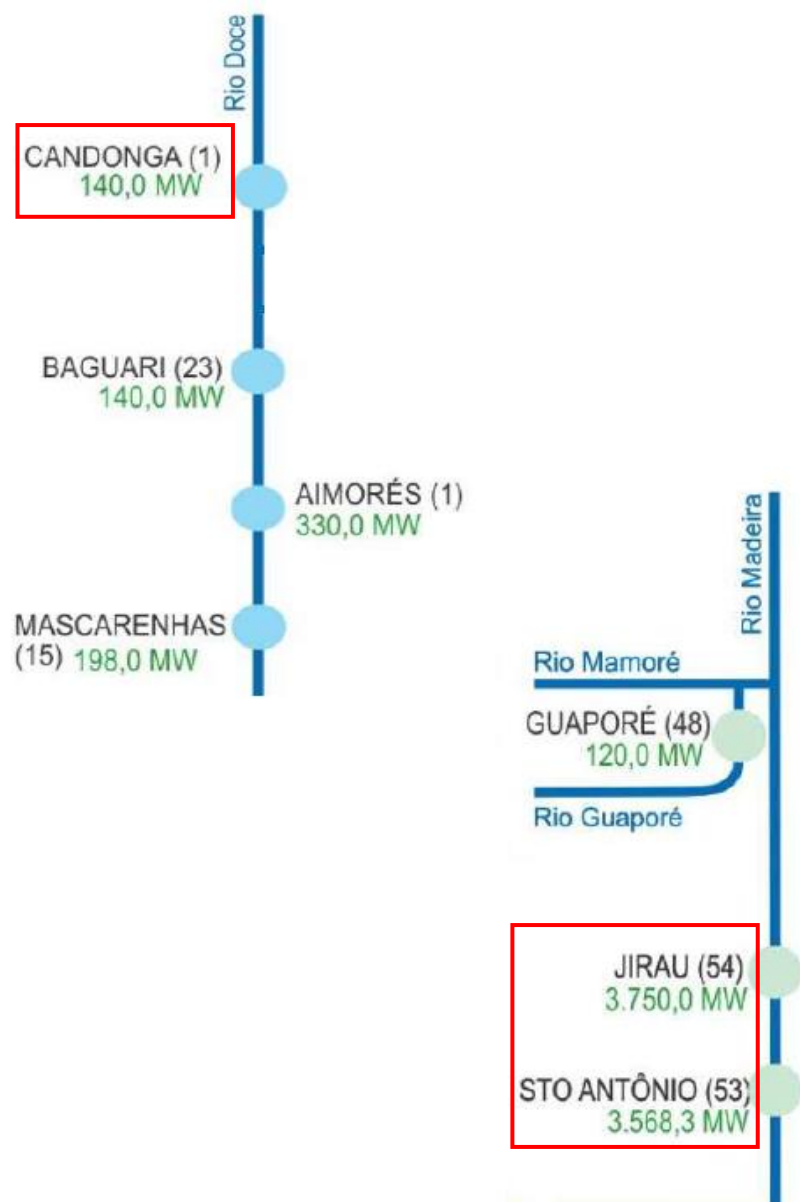 Rio Doce
CANDONGA (1)
140,0 MW
BAGUARI (23)
140,0 MW
AIMORÉS (1)
330,0 MW
MASCARENHAS
(15) 198,0 MW
Rio Madeira
Rio Mamoré
GUAPORÉ (48)
120,0 MW
Rio Guaporé
JIRAU (54)
3.750,0 MW
STO ANTÔNIO (53)
3.568,3 MW